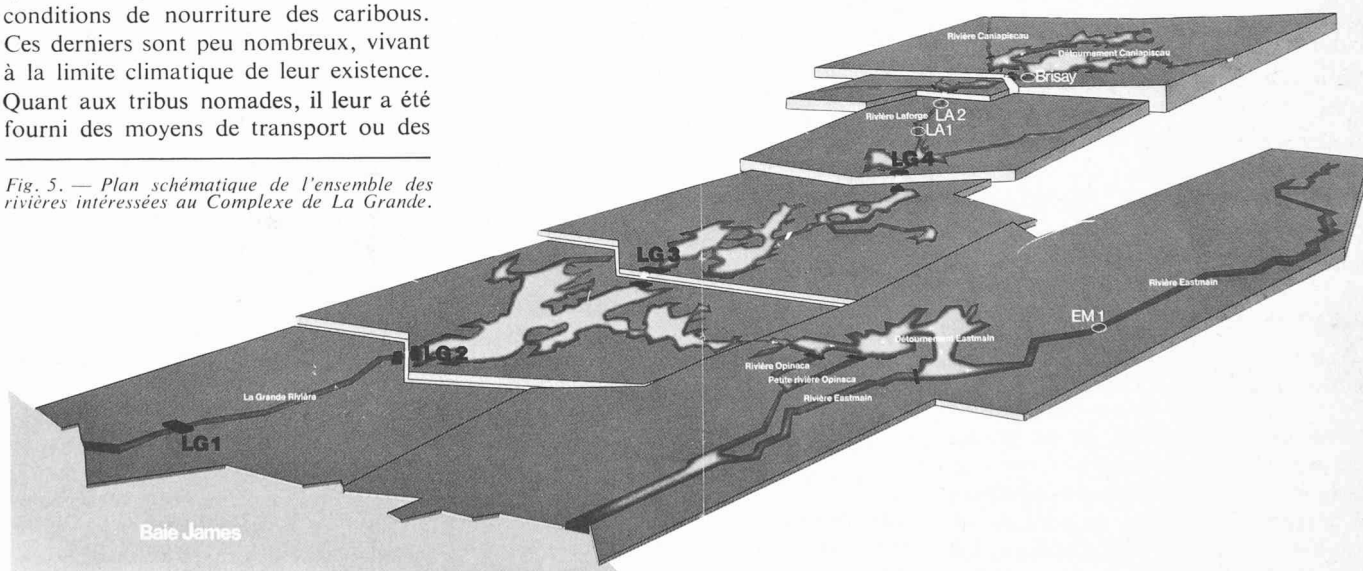 conditions de nourriture des caribous.
Ces derniers sont peu nombreux, vivant
à la limite climatique de leur existence.
Quant aux tribus nomades, il leur a été
fourni des moyens de transport ou des
Fig. 5. — Plan schématique de l'ensemble des
rivières intéressées au Complexe de La Grande.
Rivière Caniapiscau
Détournement Caniapiscau
Brisay
Rivière Laforge
LA 2
LA 1
LG 4
LG 3
Rivière Eastmain
EM 1
Détournement Eastmain
LG 2
Rivière Opinaca
Petite rivière Opinaca
Rivière Eastmain
La Grande Rivière
LG 1
Baie James